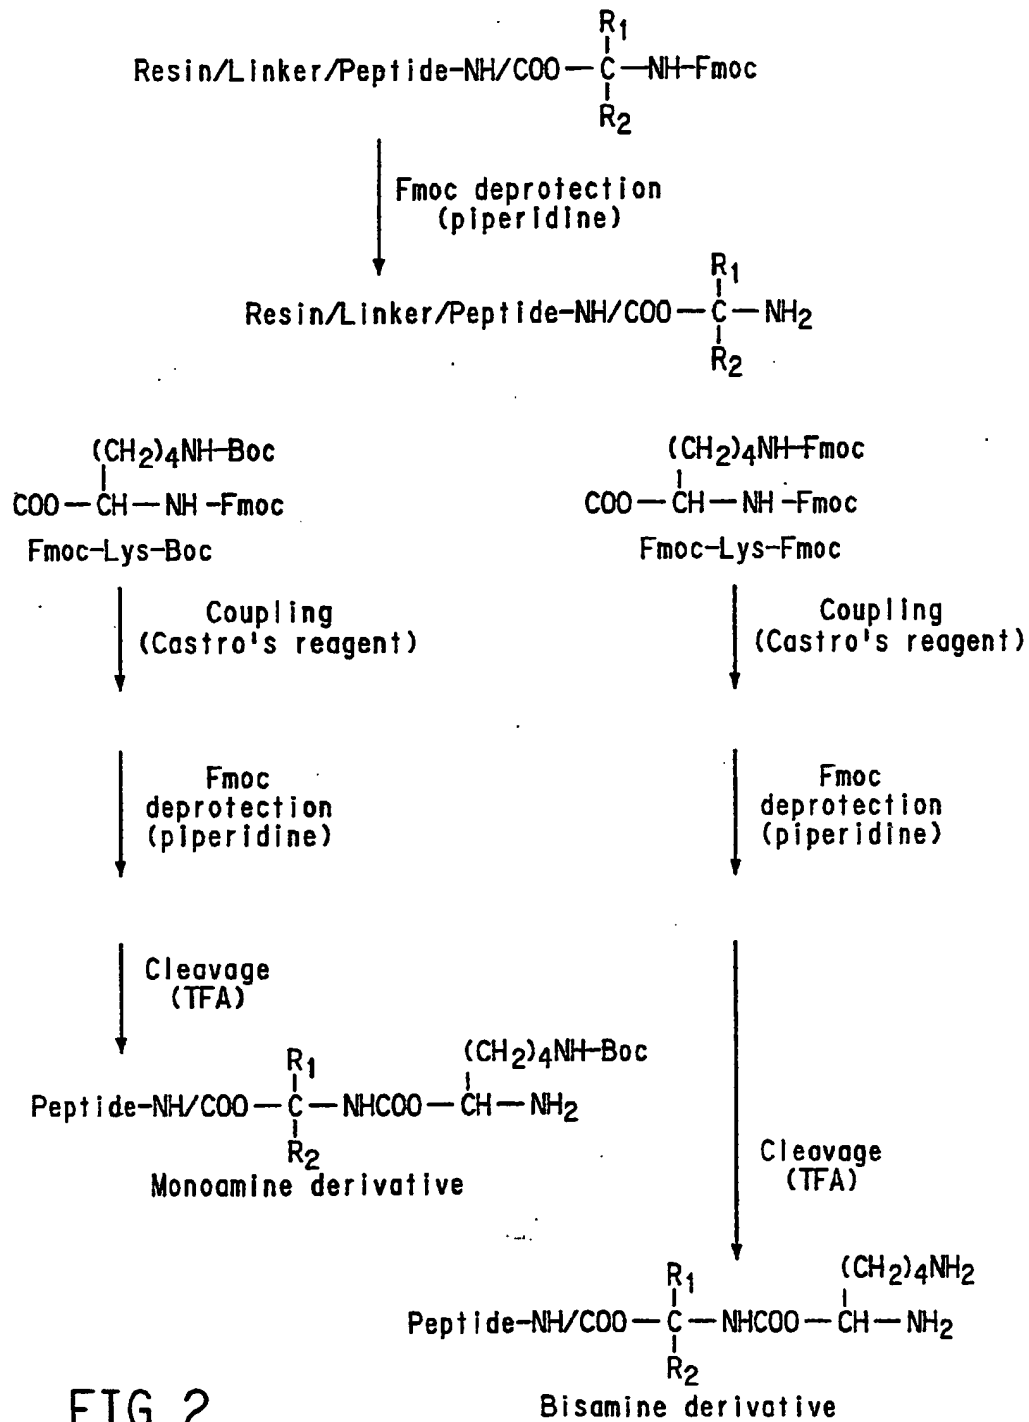 R1
Resin/Linker/Peptide-NH/COO—C—NH-Fmoc
R2
Fmoc deprotection
(piperidine)
R1
Resin/Linker/Peptide-NH/COO—C—NH2
R2
(CH2)4NH-Boc
COO—CH—NH-Fmoc
Fmoc-Lys-Boc
(CH2)4NH-Fmoc
COO—CH—NH-Fmoc
Fmoc-Lys-Fmoc
Coupling
(Castro's reagent)
Coupling
(Castro's reagent)
Fmoc
deprotection
(piperidine)
Fmoc
deprotection
(piperidine)
Cleavage
(TFA)
R1
(CH2)4NH-Boc
Peptide-NH/COO—C—NHCOO—CH—NH2
R2
Monoamine derivative
Cleavage
(TFA)
R1
(CH2)4NH2
Peptide-NH/COO—C—NHCOO—CH—NH2
R2
Bisamine derivative
FIG 2